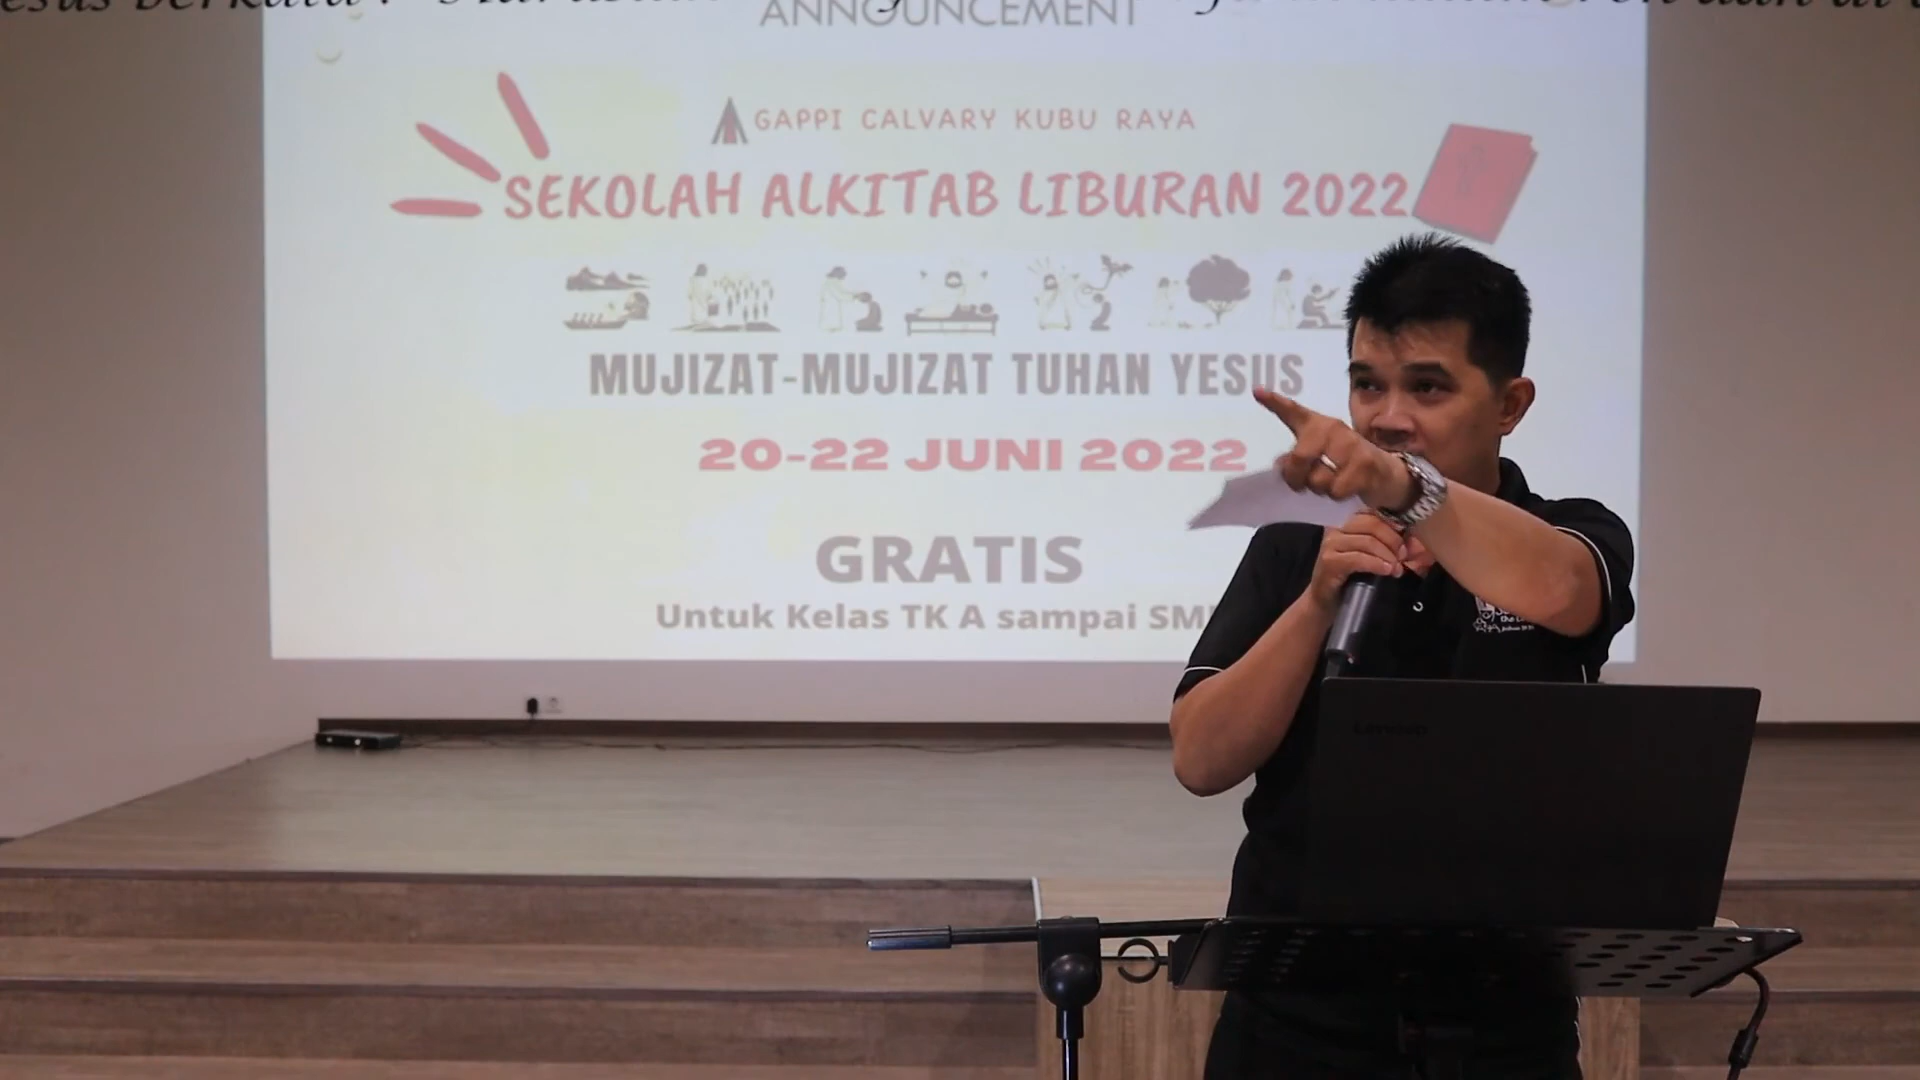 ANNOUNCEMENT
GAPPI CALVARY KUBU RAYA
SEKOLAH ALKITAB LIBURAN 2022
MUJIZAT-MUJIZAT TUHAN YESUS
20-22 JUNI 2022
GRATIS
Untuk Kelas TK A sampai
Lenovo